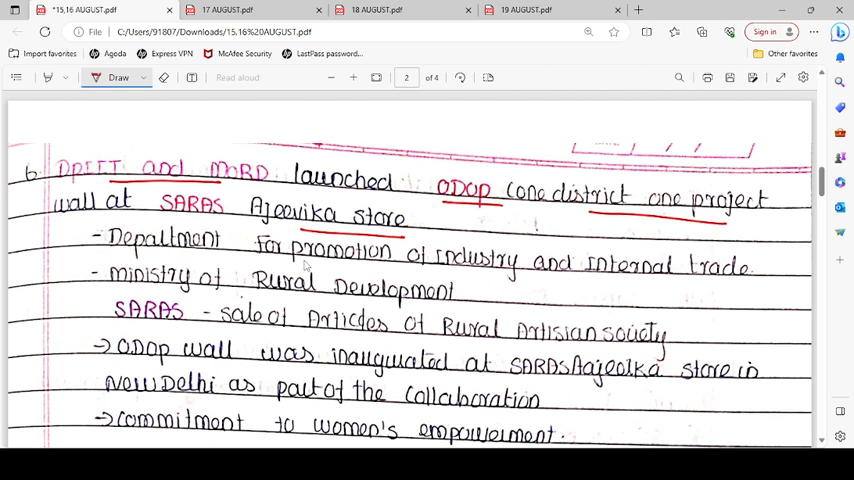 *15,16 AUGUST.pdf
17 AUGUST.pdf
18 AUGUST.pdf
19 AUGUST.pdf
File
C:/Users/91807/Downloads/15.16%20AUGUST.pdf
Sign in
Import favorites
Agoda
Express VPN
McAfee Security
LastPass password...
Other favorites
Draw
Read aloud
2
of 4
6. DPIIT and MoRD launched ODOP (one district one project
wall at SARAS Ajeevika store
- Depaltment for promotion of industry and Internal trade.
- ministry of Rural Development
SARAS - sale of Articles of Rural Artisian society
→ ODOP wall was inaugurated at SARAS Aajeeika store in
New Delhi as part of the collaboration
→ commitment to women's empowerment.